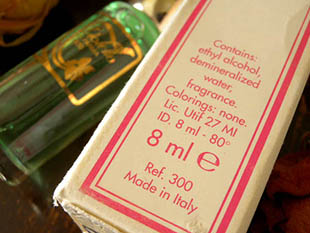 Contains:
ethyl alcohol,
demineralized
water,
fragrance.
Colorings: none.
Lic. Utif 27 MI
ID. 8 ml - 80°
8 ml ℮
Ref. 300
Made in Italy